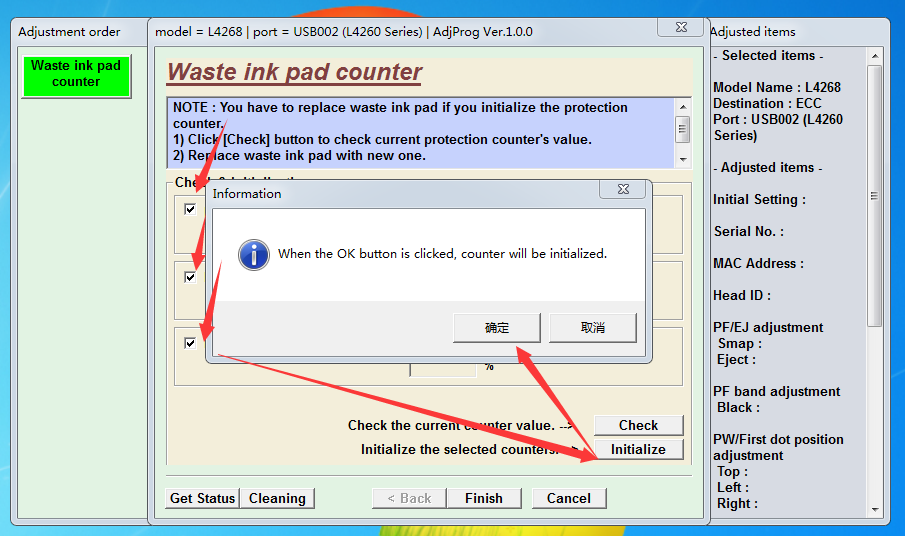 Adjustment order
Waste ink pad
counter
model = L4268 | port = USB002 (L4260 Series) | AdjProg Ver.1.0.0
Waste ink pad counter
NOTE : You have to replace waste ink pad if you initialize the protection
counter.
1) Click [Check] button to check current protection counter's value.
2) Replace waste ink pad with new one.
Information
When the OK button is clicked, counter will be initialized.
确定
取消
%
Check the current counter value. -->
Check
Initialize the selected counters.
Initialize
Get Status
Cleaning
< Back
Finish
Cancel
Adjusted items
- Selected items -
Model Name : L4268
Destination : ECC
Port : USB002 (L4260
Series)
- Adjusted items -
Initial Setting :
Serial No. :
MAC Address :
Head ID :
PF/EJ adjustment
Smap :
Eject :
PF band adjustment
Black :
PW/First dot position
adjustment
Top :
Left :
Right :